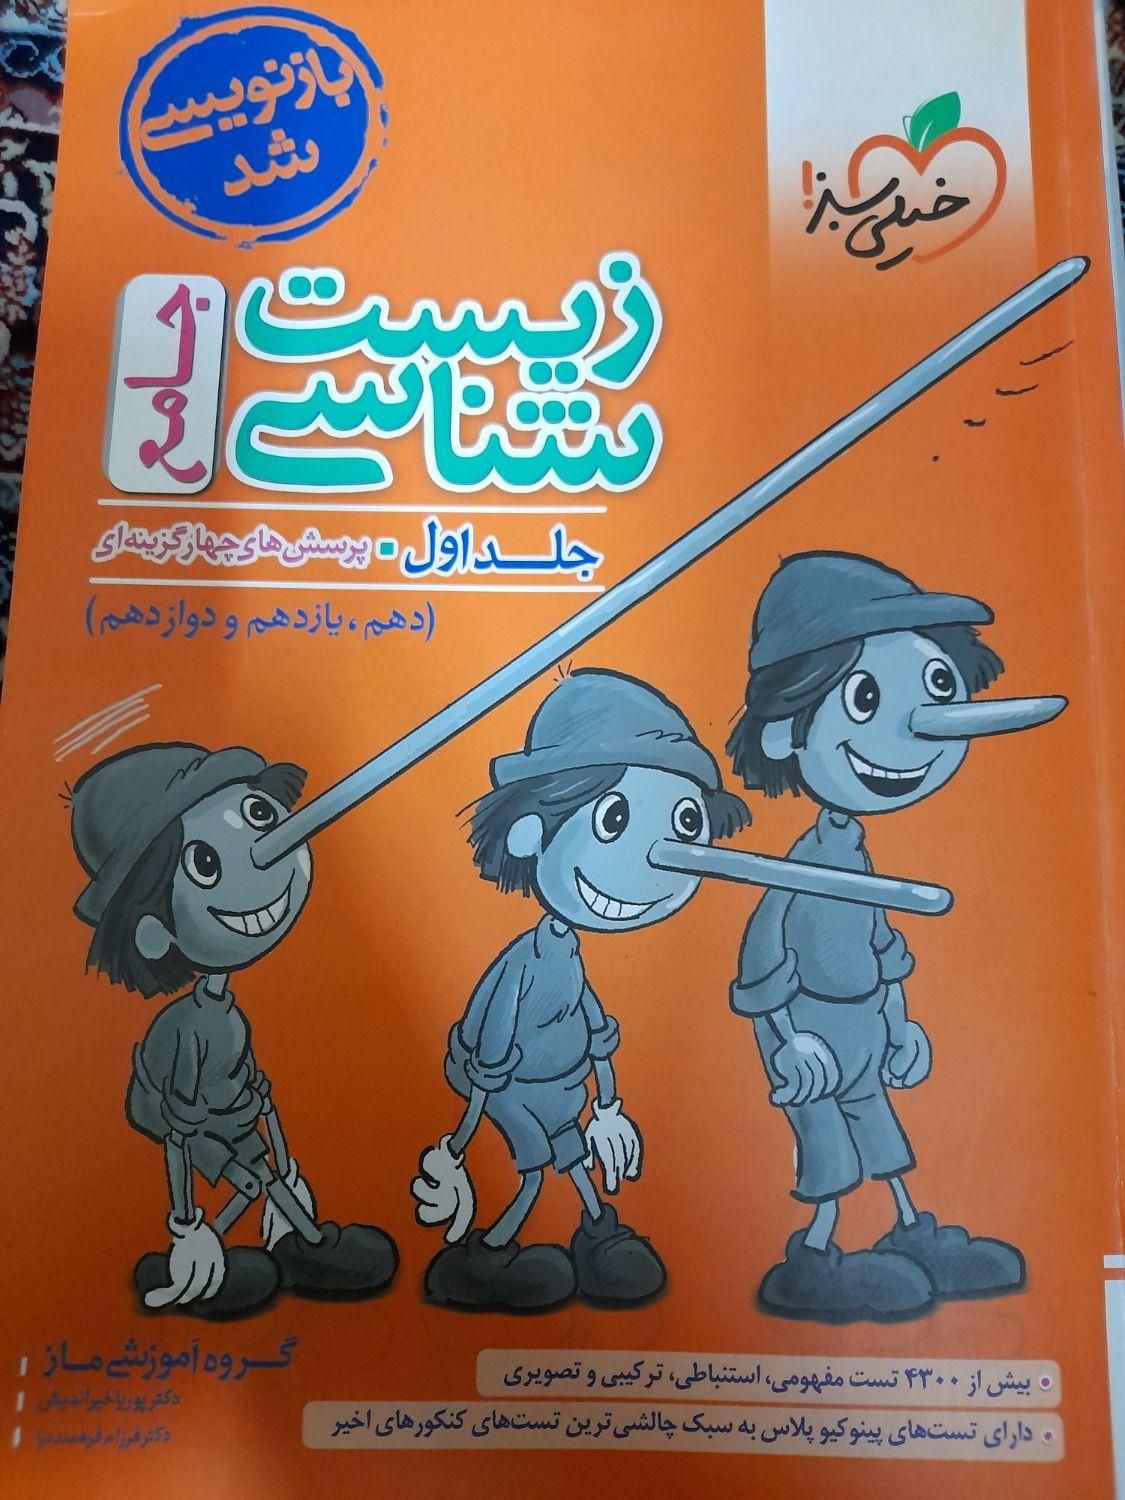 بازنویسی
شد
خیلی سبز!
زیست
شناسی
جامع
جلد اول ▪ پرسش‌های چهارگزینه‌ای
(دهم، یازدهم و دوازدهم)
گروه آموزشی ماز
دکتر پوریا خیراندیش
دکتر فرزام فرهمندنیا
• بیش از ۴۳۰۰ تست مفهومی، استنباطی، ترکیبی و تصویری
• دارای تست‌های پینوکیو پلاس به سبک چالشی‌ترین تست‌های کنکورهای اخیر